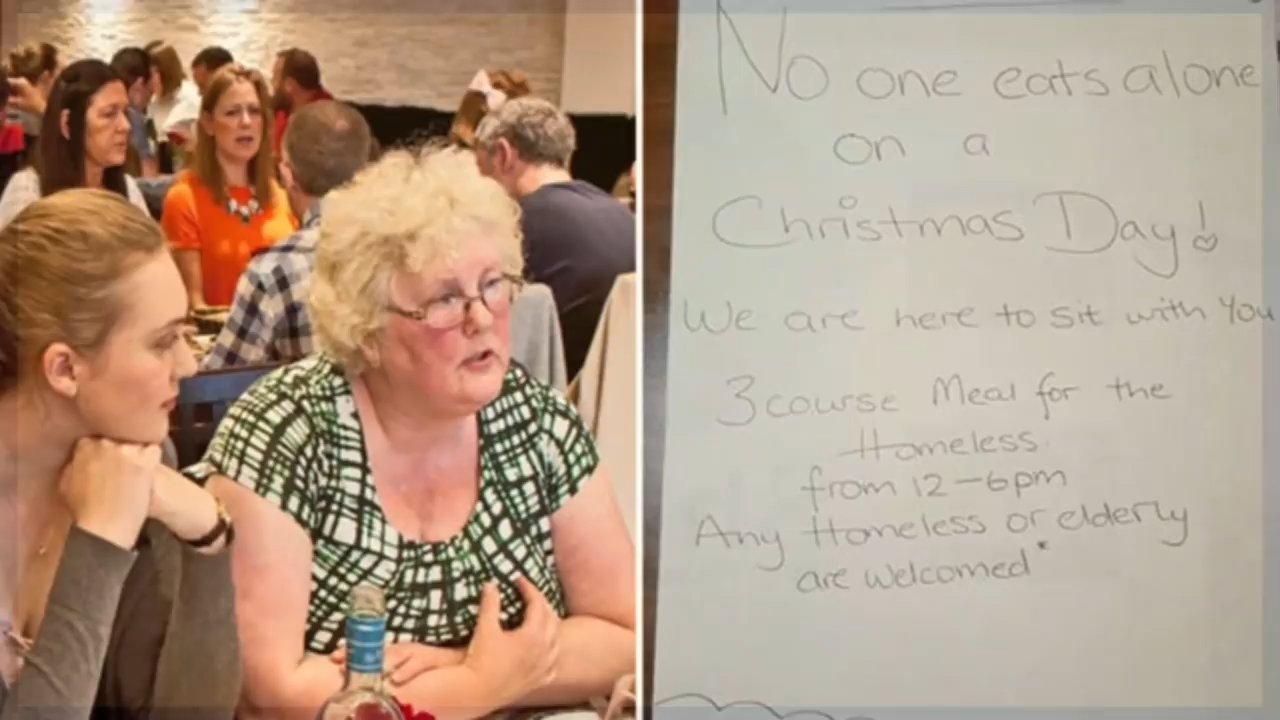 No one eats alone
on a
Christmas Day!
We are here to sit with You
3 course Meal for the
Homeless
from 12-6pm
Any Homeless or elderly
are welcomed*